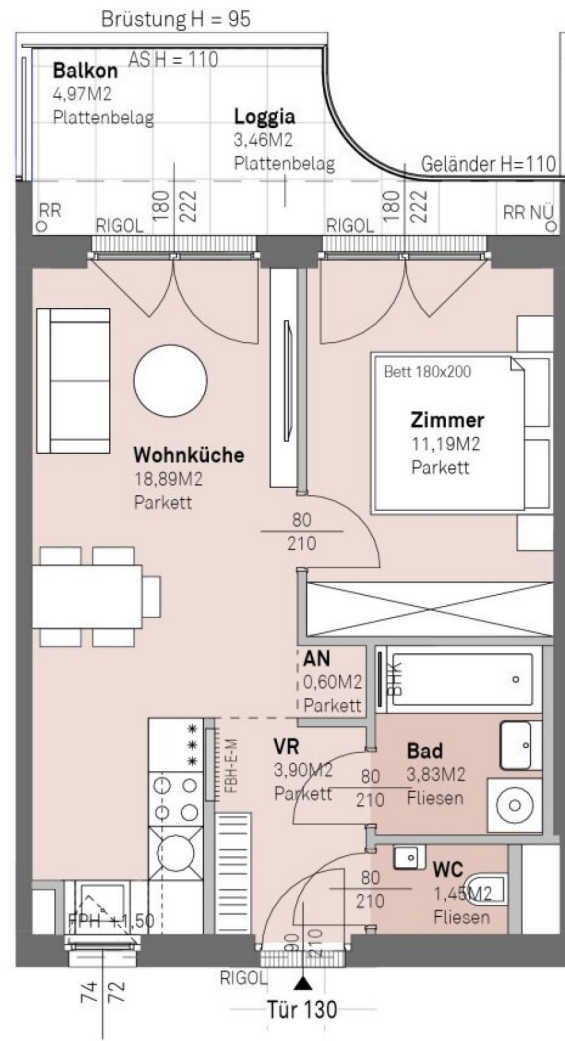 Brüstung H = 95
AS H = 110
Balkon
4,97M2
Plattenbelag
Loggia
3,46M2
Plattenbelag
Geländer H=110
RR
RIGOL
180
222
RIGOL
180
222
RR NÜ
Bett 180x200
Zimmer
11,19M2
Parkett
Wohnküche
18,89M2
Parkett
80
210
AN
0,60M2
Parkett
BHK
VR
3,90M2
Parkett
FBH-E-M
80
210
Bad
3,83M2
Fliesen
80
210
WC
1,45M2
Fliesen
FPH +1,50
90
210
74
72
RIGOL
Tür 130